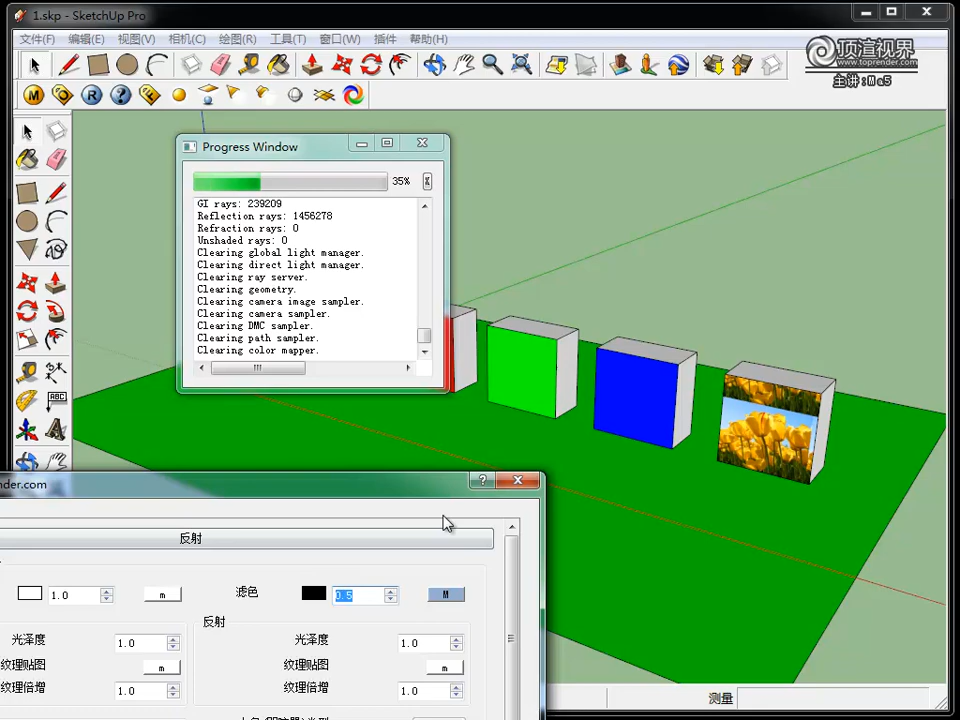 1.skp - SketchUp Pro
文件(F) 编辑(E) 视图(V) 相机(C) 绘图(R) 工具(T) 窗口(W) 插件 帮助(H)
顶渲视界
www.toprender.com
主讲:Ma5
Progress Window
35%
GI rays: 239209
Reflection rays: 1456278
Refraction rays: 0
Unshaded rays: 0
Clearing global light manager.
Clearing direct light manager.
Clearing ray server.
Clearing geometry.
Clearing camera image sampler.
Clearing camera sampler.
Clearing DMC sampler.
Clearing path sampler.
Clearing color mapper.
nder.com
反射
1.0 m 滤色 0.5 M
反射
光泽度 1.0 光泽度 1.0
纹理贴图 m 纹理贴图 m
纹理倍增 1.0 纹理倍增 1.0
测量